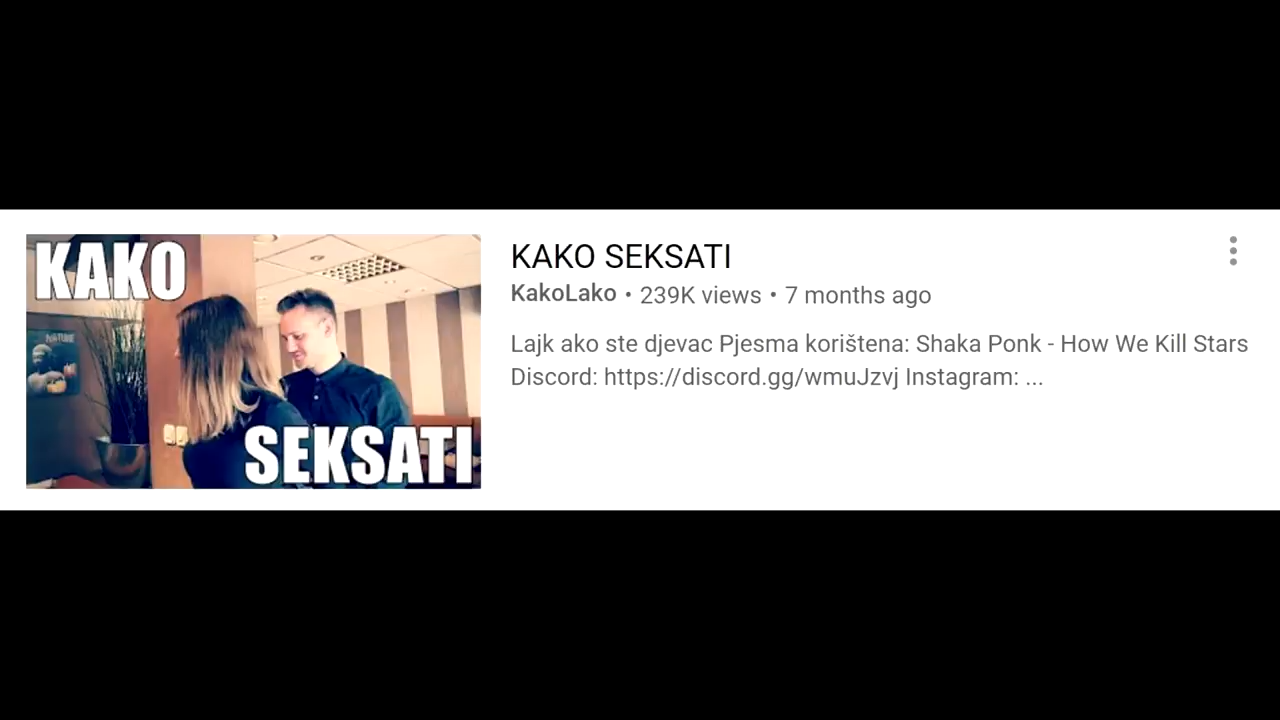 KAKO
SEKSATI
NATURE
KAKO SEKSATI
KakoLako • 239K views • 7 months ago
Lajk ako ste djevac Pjesma korištena: Shaka Ponk - How We Kill Stars
Discord: https://discord.gg/wmuJzvj Instagram: ...